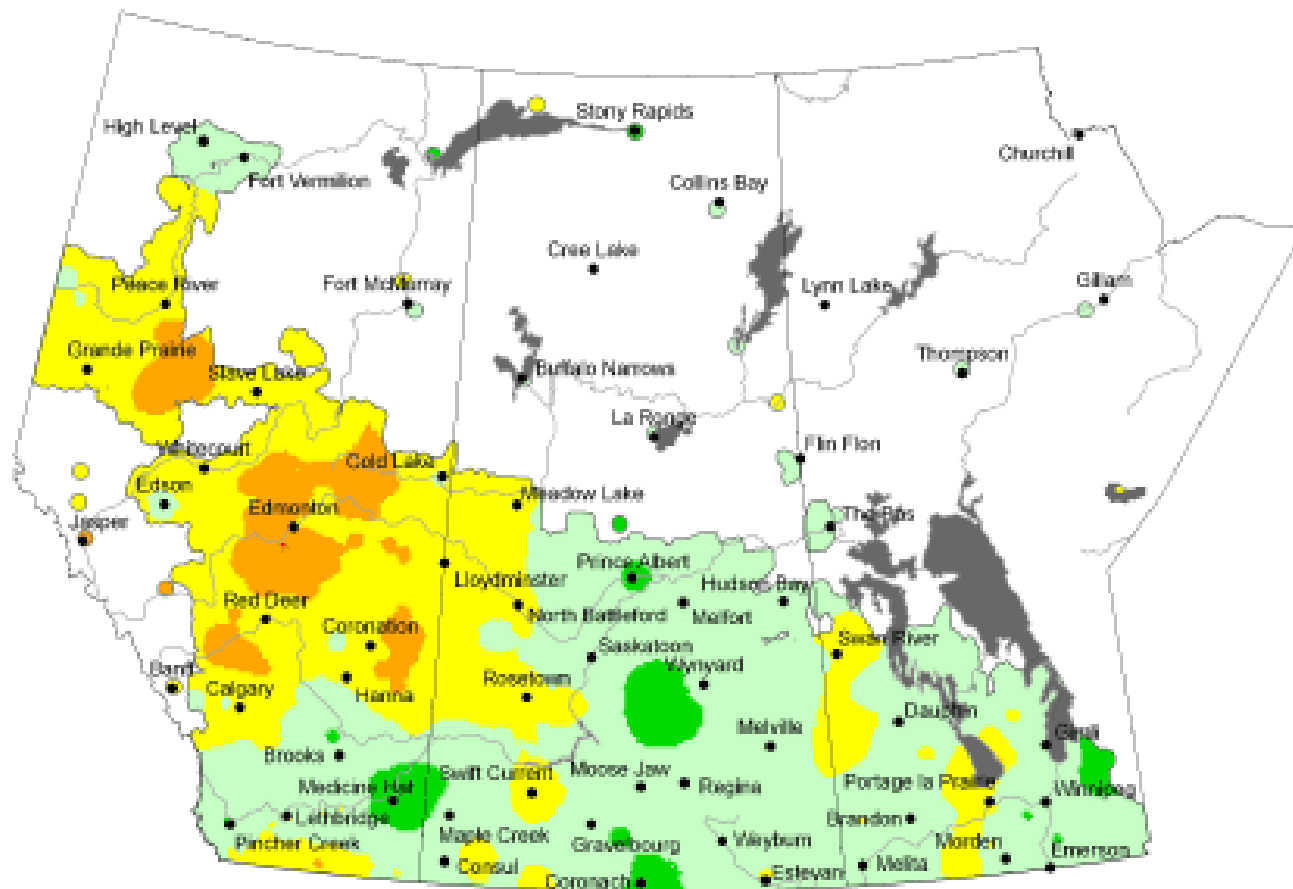 Stony Rapids
High Level
Churchill
Fort Vermilion
Collins Bay
Cree Lake
Peace River
Fort McMurray
Lynn Lake
Gillam
Grande Prairie
Thompson
Slave Lake
Buffalo Narrows
La Ronge
Whitecourt
Flin Flon
Cold Lake
Edson
Meadow Lake
Edmonton
The Pas
Jasper
Prince Albert
Lloydminster
Hudson Bay
Red Deer
North Battleford
Melfort
Coronation
Swan River
Saskatoon
Wynyard
Banff
Calgary
Hanna
Rosetown
Dauphin
Melville
Gimli
Brooks
Medicine Hat
Swift Current
Moose Jaw
Regina
Portage la Prairie
Winnipeg
Lethbridge
Brandon
Pincher Creek
Maple Creek
Gravelbourg
Weyburn
Morden
Emerson
Consul
Melita
Coronach
Estevan